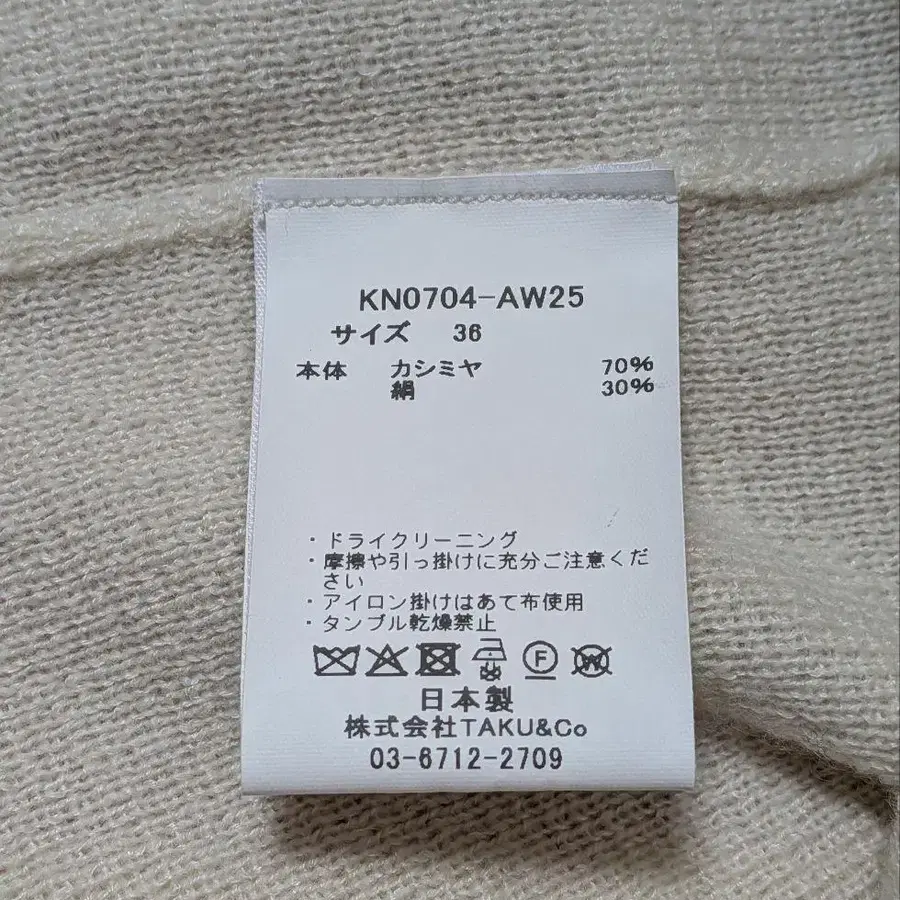 KN0704-AW25
サイズ 36
本体 カシミヤ 70%
絹 30%
・ドライクリーニング
・摩擦や引っ掛けに充分ご注意くだ
さい
・アイロン掛けはあて布使用
・タンブル乾燥禁止
F W
日本製
株式会社TAKU&Co
03-6712-2709